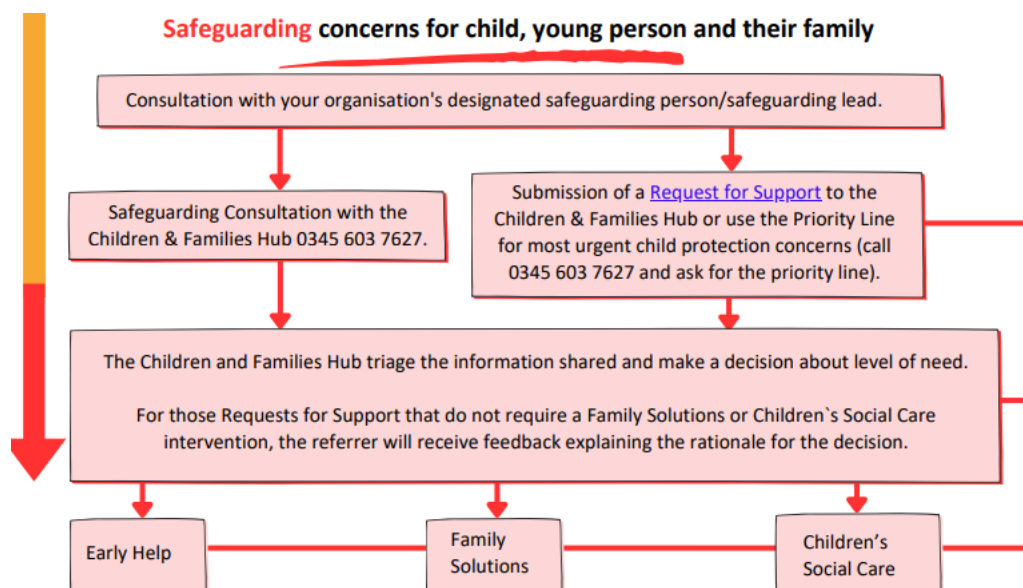 Safeguarding concerns for child, young person and their family
Consultation with your organisation's designated safeguarding person/safeguarding lead.
Safeguarding Consultation with the
Children & Families Hub 0345 603 7627.
Submission of a Request for Support to the
Children & Families Hub or use the Priority Line
for most urgent child protection concerns (call
0345 603 7627 and ask for the priority line).
The Children and Families Hub triage the information shared and make a decision about level of need.
For those Requests for Support that do not require a Family Solutions or Children`s Social Care
intervention, the referrer will receive feedback explaining the rationale for the decision.
Early Help
Family
Solutions
Children’s
Social Care